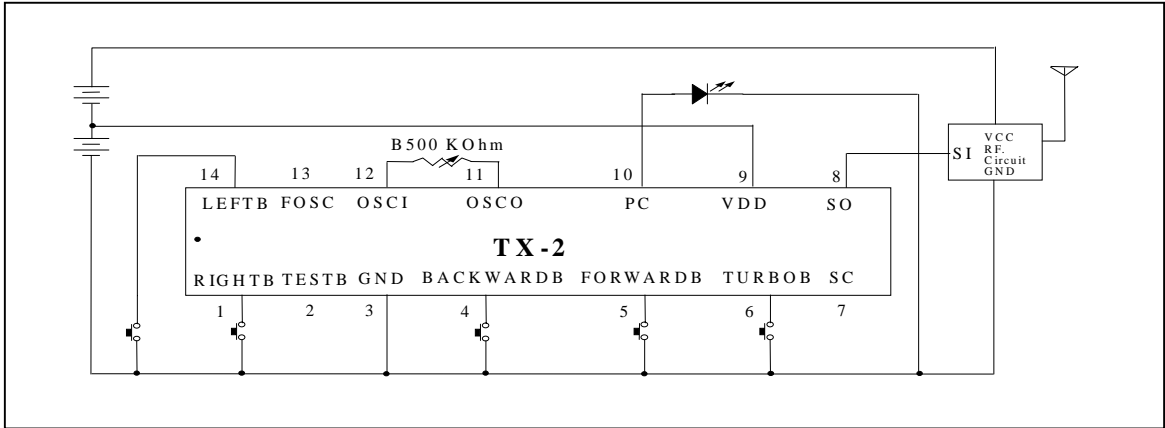 B500 KOhm
VCC
SI RF.
Circuit
GND
14 13 12 11 10 9 8
LEFTB FOSC OSCI OSCO PC VDD SO
TX-2
RIGHTB TESTB GND BACKWARDB FORWARDB TURBOB SC
1 2 3 4 5 6 7